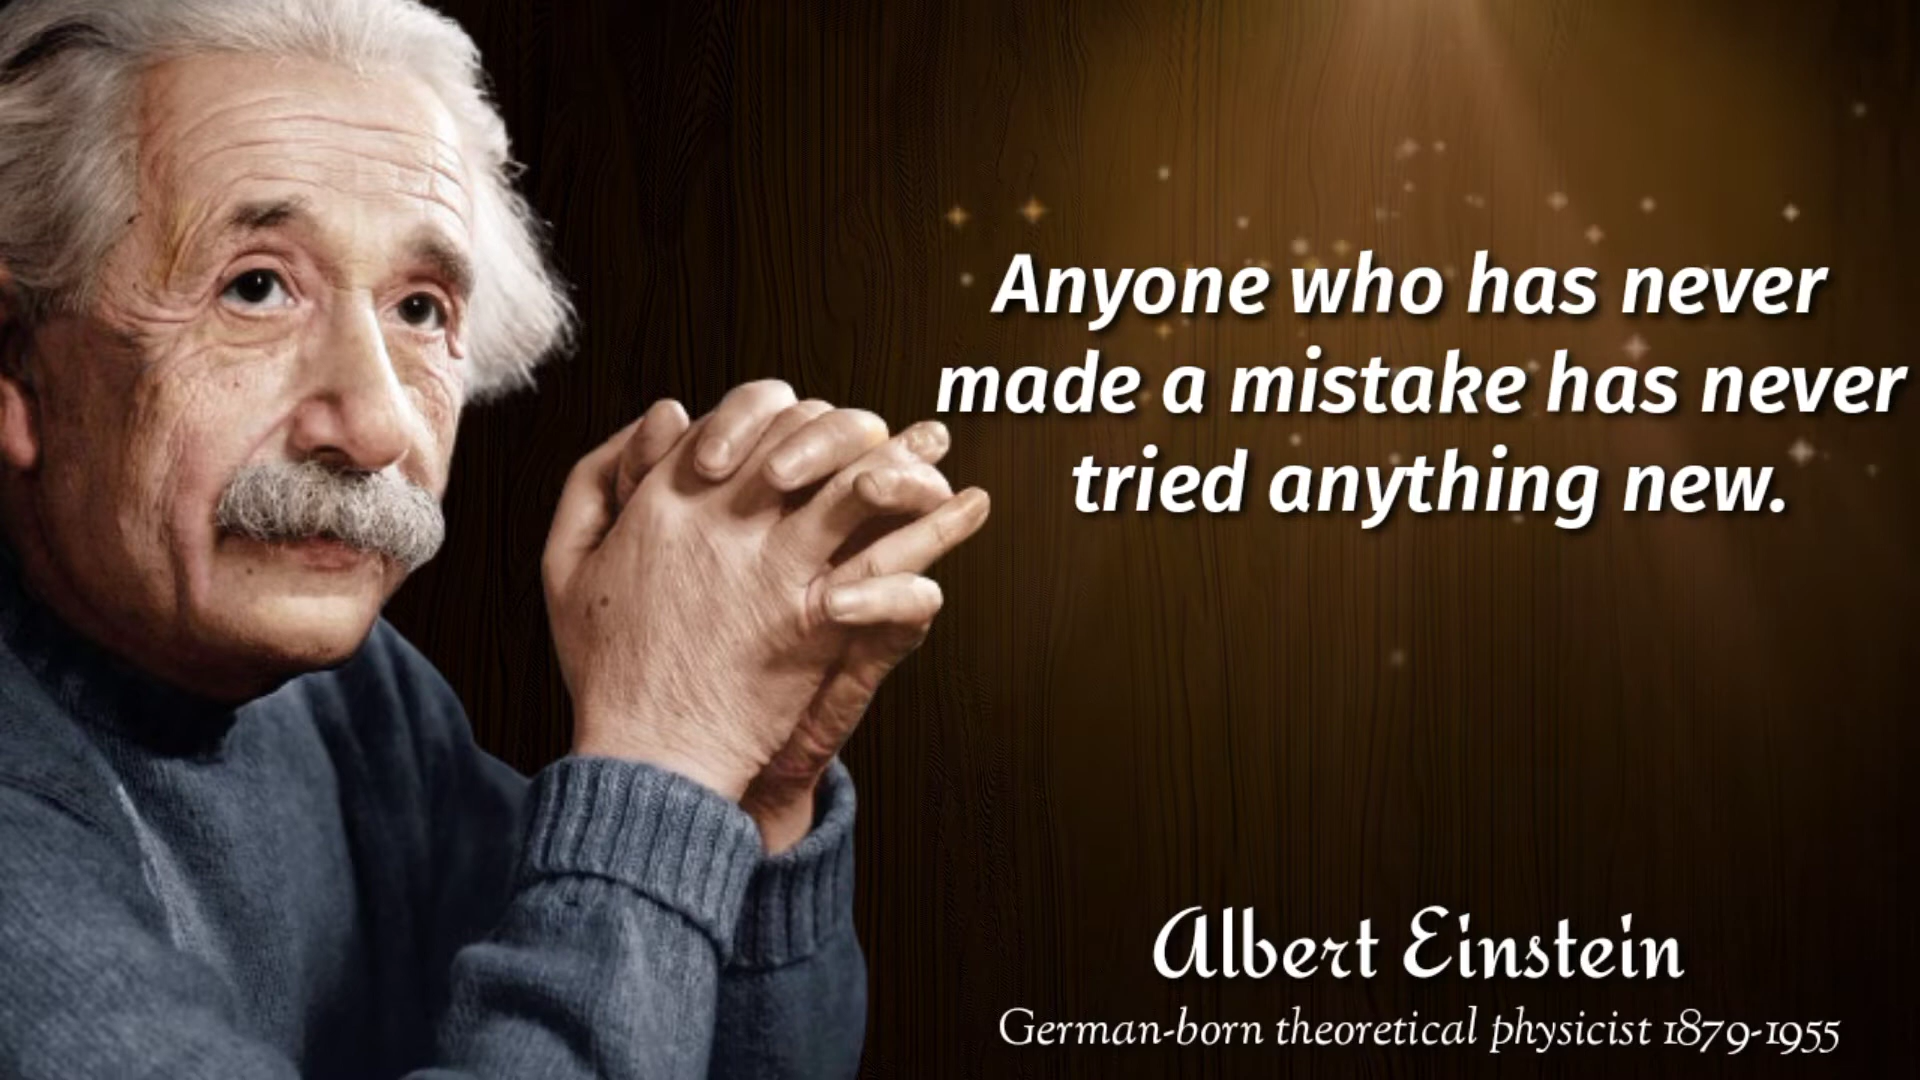 Anyone who has never
made a mistake has never
tried anything new.
Albert Einstein
German-born theoretical physicist 1879-1955